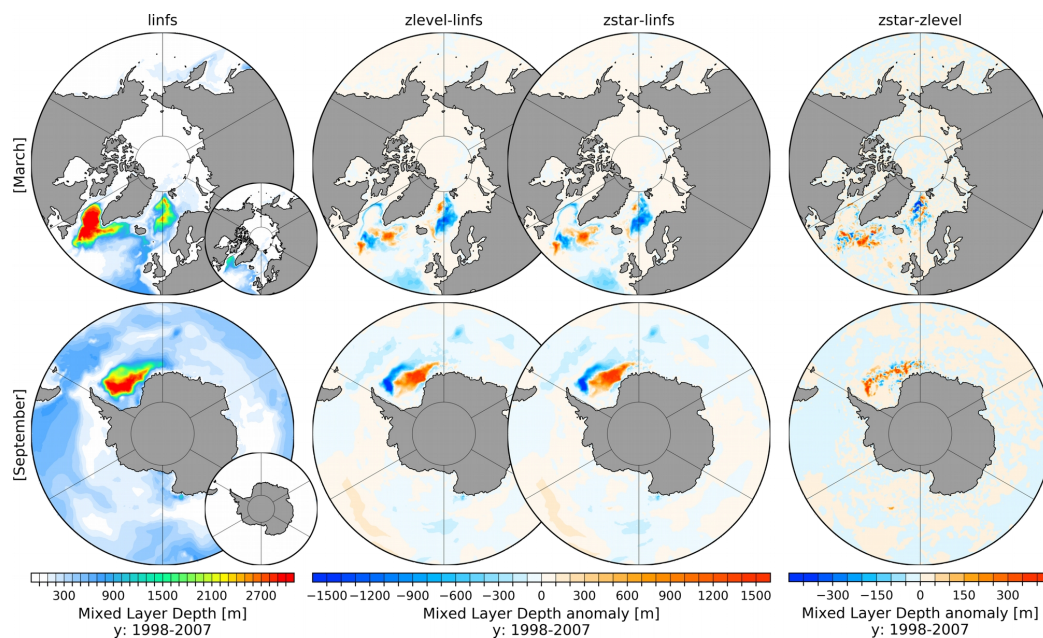 linfs zlevel-linfs zstar-linfs zstar-zlevel
[March]
[September]
300 900 1500 2100 2700
Mixed Layer Depth [m]
y: 1998-2007
−1500 −1200 −900 −600 −300 0 300 600 900 1200 1500
Mixed Layer Depth anomaly [m]
y: 1998-2007
−300 −150 0 150 300
Mixed Layer Depth anomaly [m]
y: 1998-2007